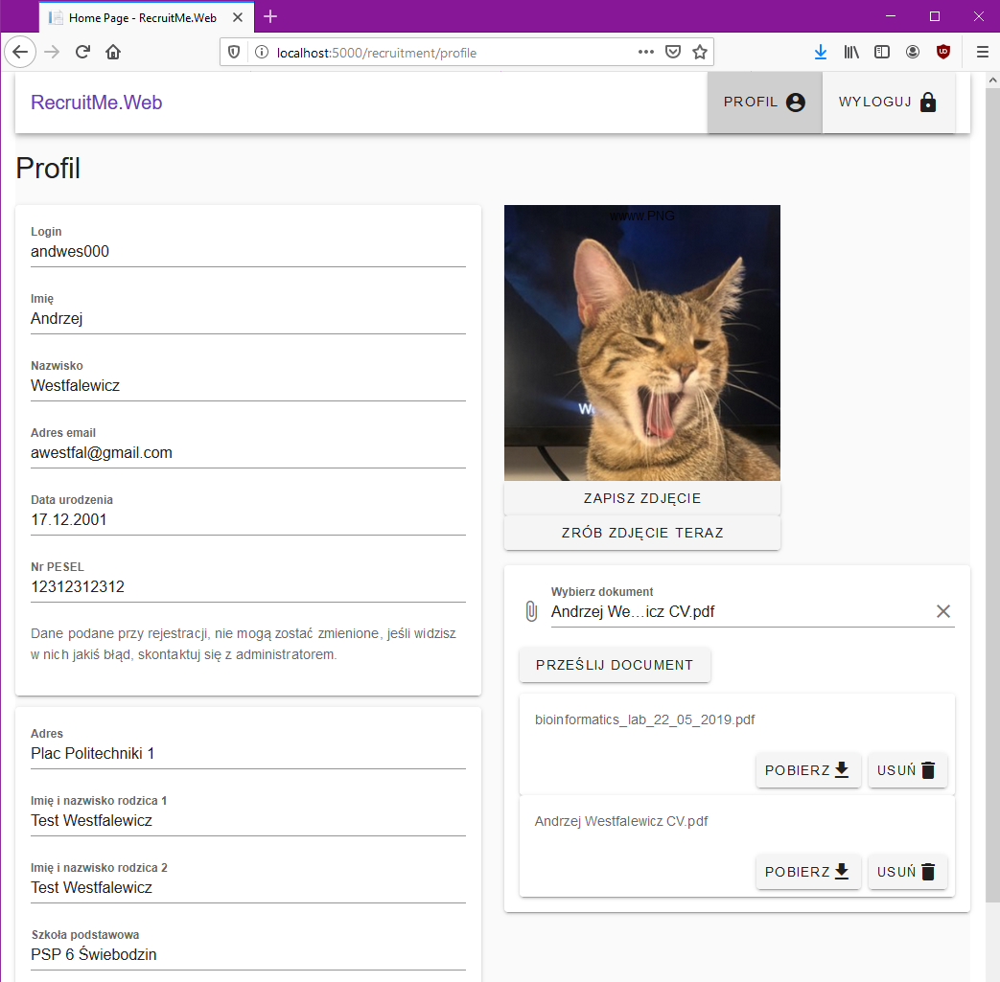 Home Page - RecruitMe.Web
localhost:5000/recruitment/profile
RecruitMe.Web
PROFIL
WYLOGUJ
Profil
Login
andwes000
Imię
Andrzej
Nazwisko
Westfalewicz
Adres email
awestfal@gmail.com
Data urodzenia
17.12.2001
Nr PESEL
12312312312
Dane podane przy rejestracji, nie mogą zostać zmienione, jeśli widzisz
w nich jakiś błąd, skontaktuj się z administratorem.
Adres
Plac Politechniki 1
Imię i nazwisko rodzica 1
Test Westfalewicz
Imię i nazwisko rodzica 2
Test Westfalewicz
Szkoła podstawowa
PSP 6 Świebodzin
ZAPISZ ZDJĘCIE
ZRÓB ZDJĘCIE TERAZ
Wybierz dokument
Andrzej We…icz CV.pdf
PRZEŚLIJ DOCUMENT
bioinformatics_lab_22_05_2019.pdf
POBIERZ
USUŃ
Andrzej Westfalewicz CV.pdf
POBIERZ
USUŃ